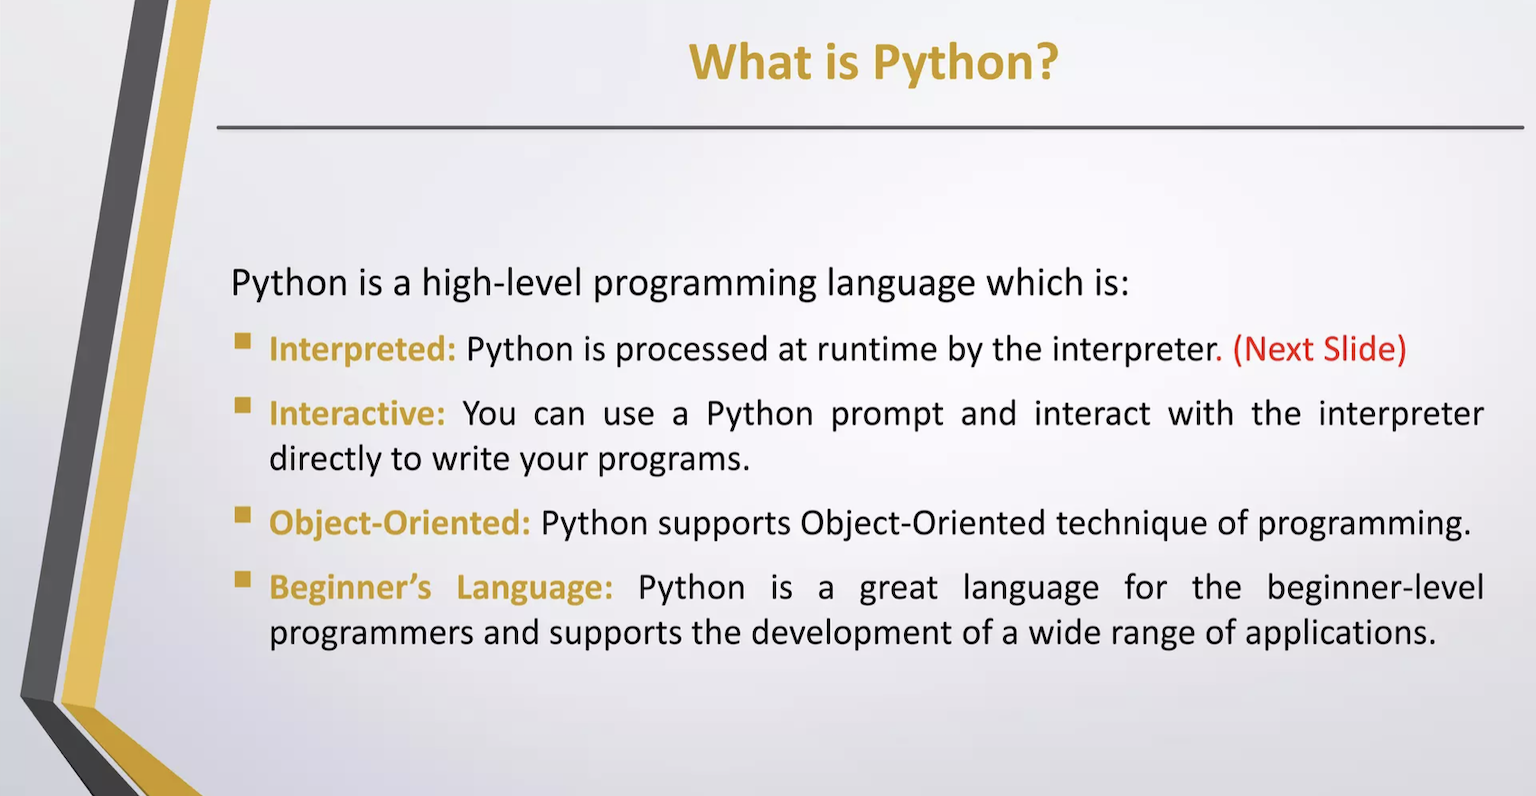 What is Python?
Python is a high-level programming language which is:
Interpreted: Python is processed at runtime by the interpreter. (Next Slide)
Interactive: You can use a Python prompt and interact with the interpreter
directly to write your programs.
Object-Oriented: Python supports Object-Oriented technique of programming.
Beginner’s Language: Python is a great language for the beginner-level
programmers and supports the development of a wide range of applications.